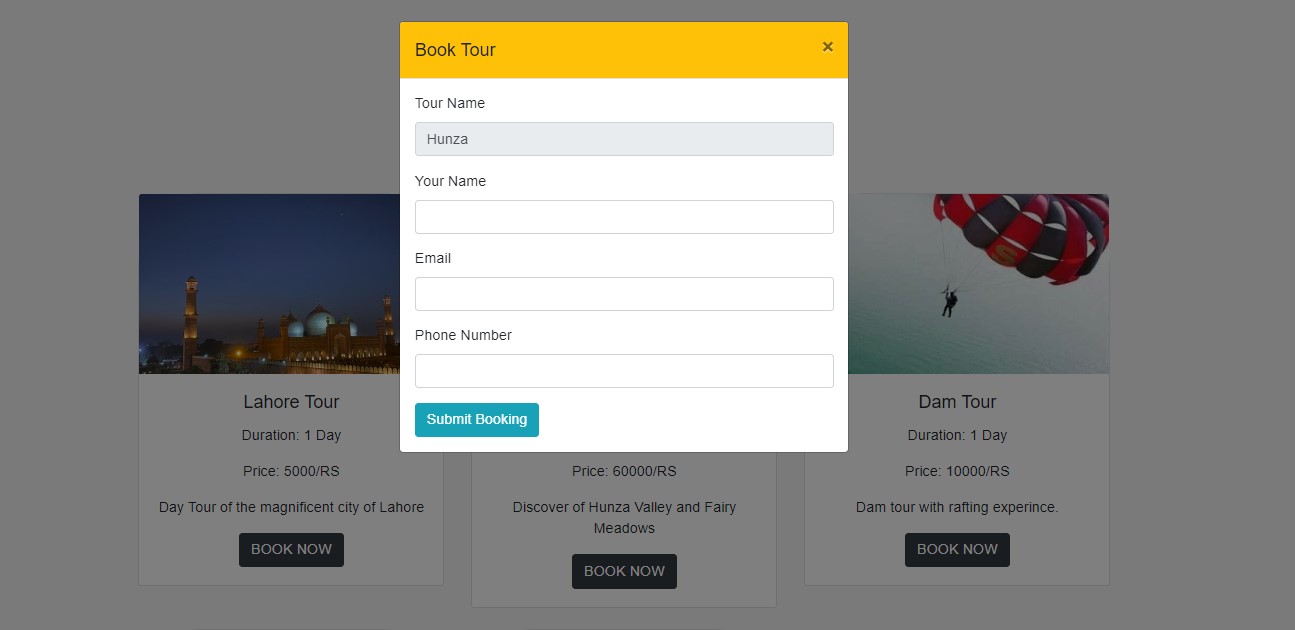 Book Tour ×
Tour Name
Hunza
Your Name
Email
Phone Number
Submit Booking
Lahore Tour
Duration: 1 Day
Price: 5000/RS
Day Tour of the magnificent city of Lahore
BOOK NOW
Price: 60000/RS
Discover of Hunza Valley and Fairy
Meadows
BOOK NOW
Dam Tour
Duration: 1 Day
Price: 10000/RS
Dam tour with rafting experince.
BOOK NOW